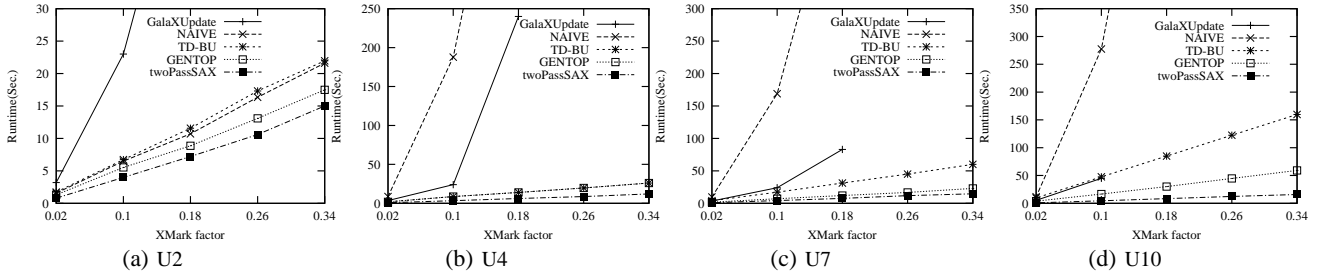 Runtime(Sec.)
30
25
20
15
10
5
0
0.02
0.1
0.18
0.26
0.34
XMark factor
GalaXUpdate
NAIVE
TD-BU
GENTOP
twoPassSAX
(a) U2
Runtime(Sec.)
250
200
150
100
50
0
0.02
0.1
0.18
0.26
0.34
XMark factor
GalaXUpdate
NAIVE
TD-BU
GENTOP
twoPassSAX
(b) U4
Runtime(Sec.)
300
250
200
150
100
50
0
0.02
0.1
0.18
0.26
0.34
XMark factor
GalaXUpdate
NAIVE
TD-BU
GENTOP
twoPassSAX
(c) U7
Runtime(Sec.)
350
300
250
200
150
100
50
0
0.02
0.1
0.18
0.26
0.34
XMark factor
GalaXUpdate
NAIVE
TD-BU
GENTOP
twoPassSAX
(d) U10